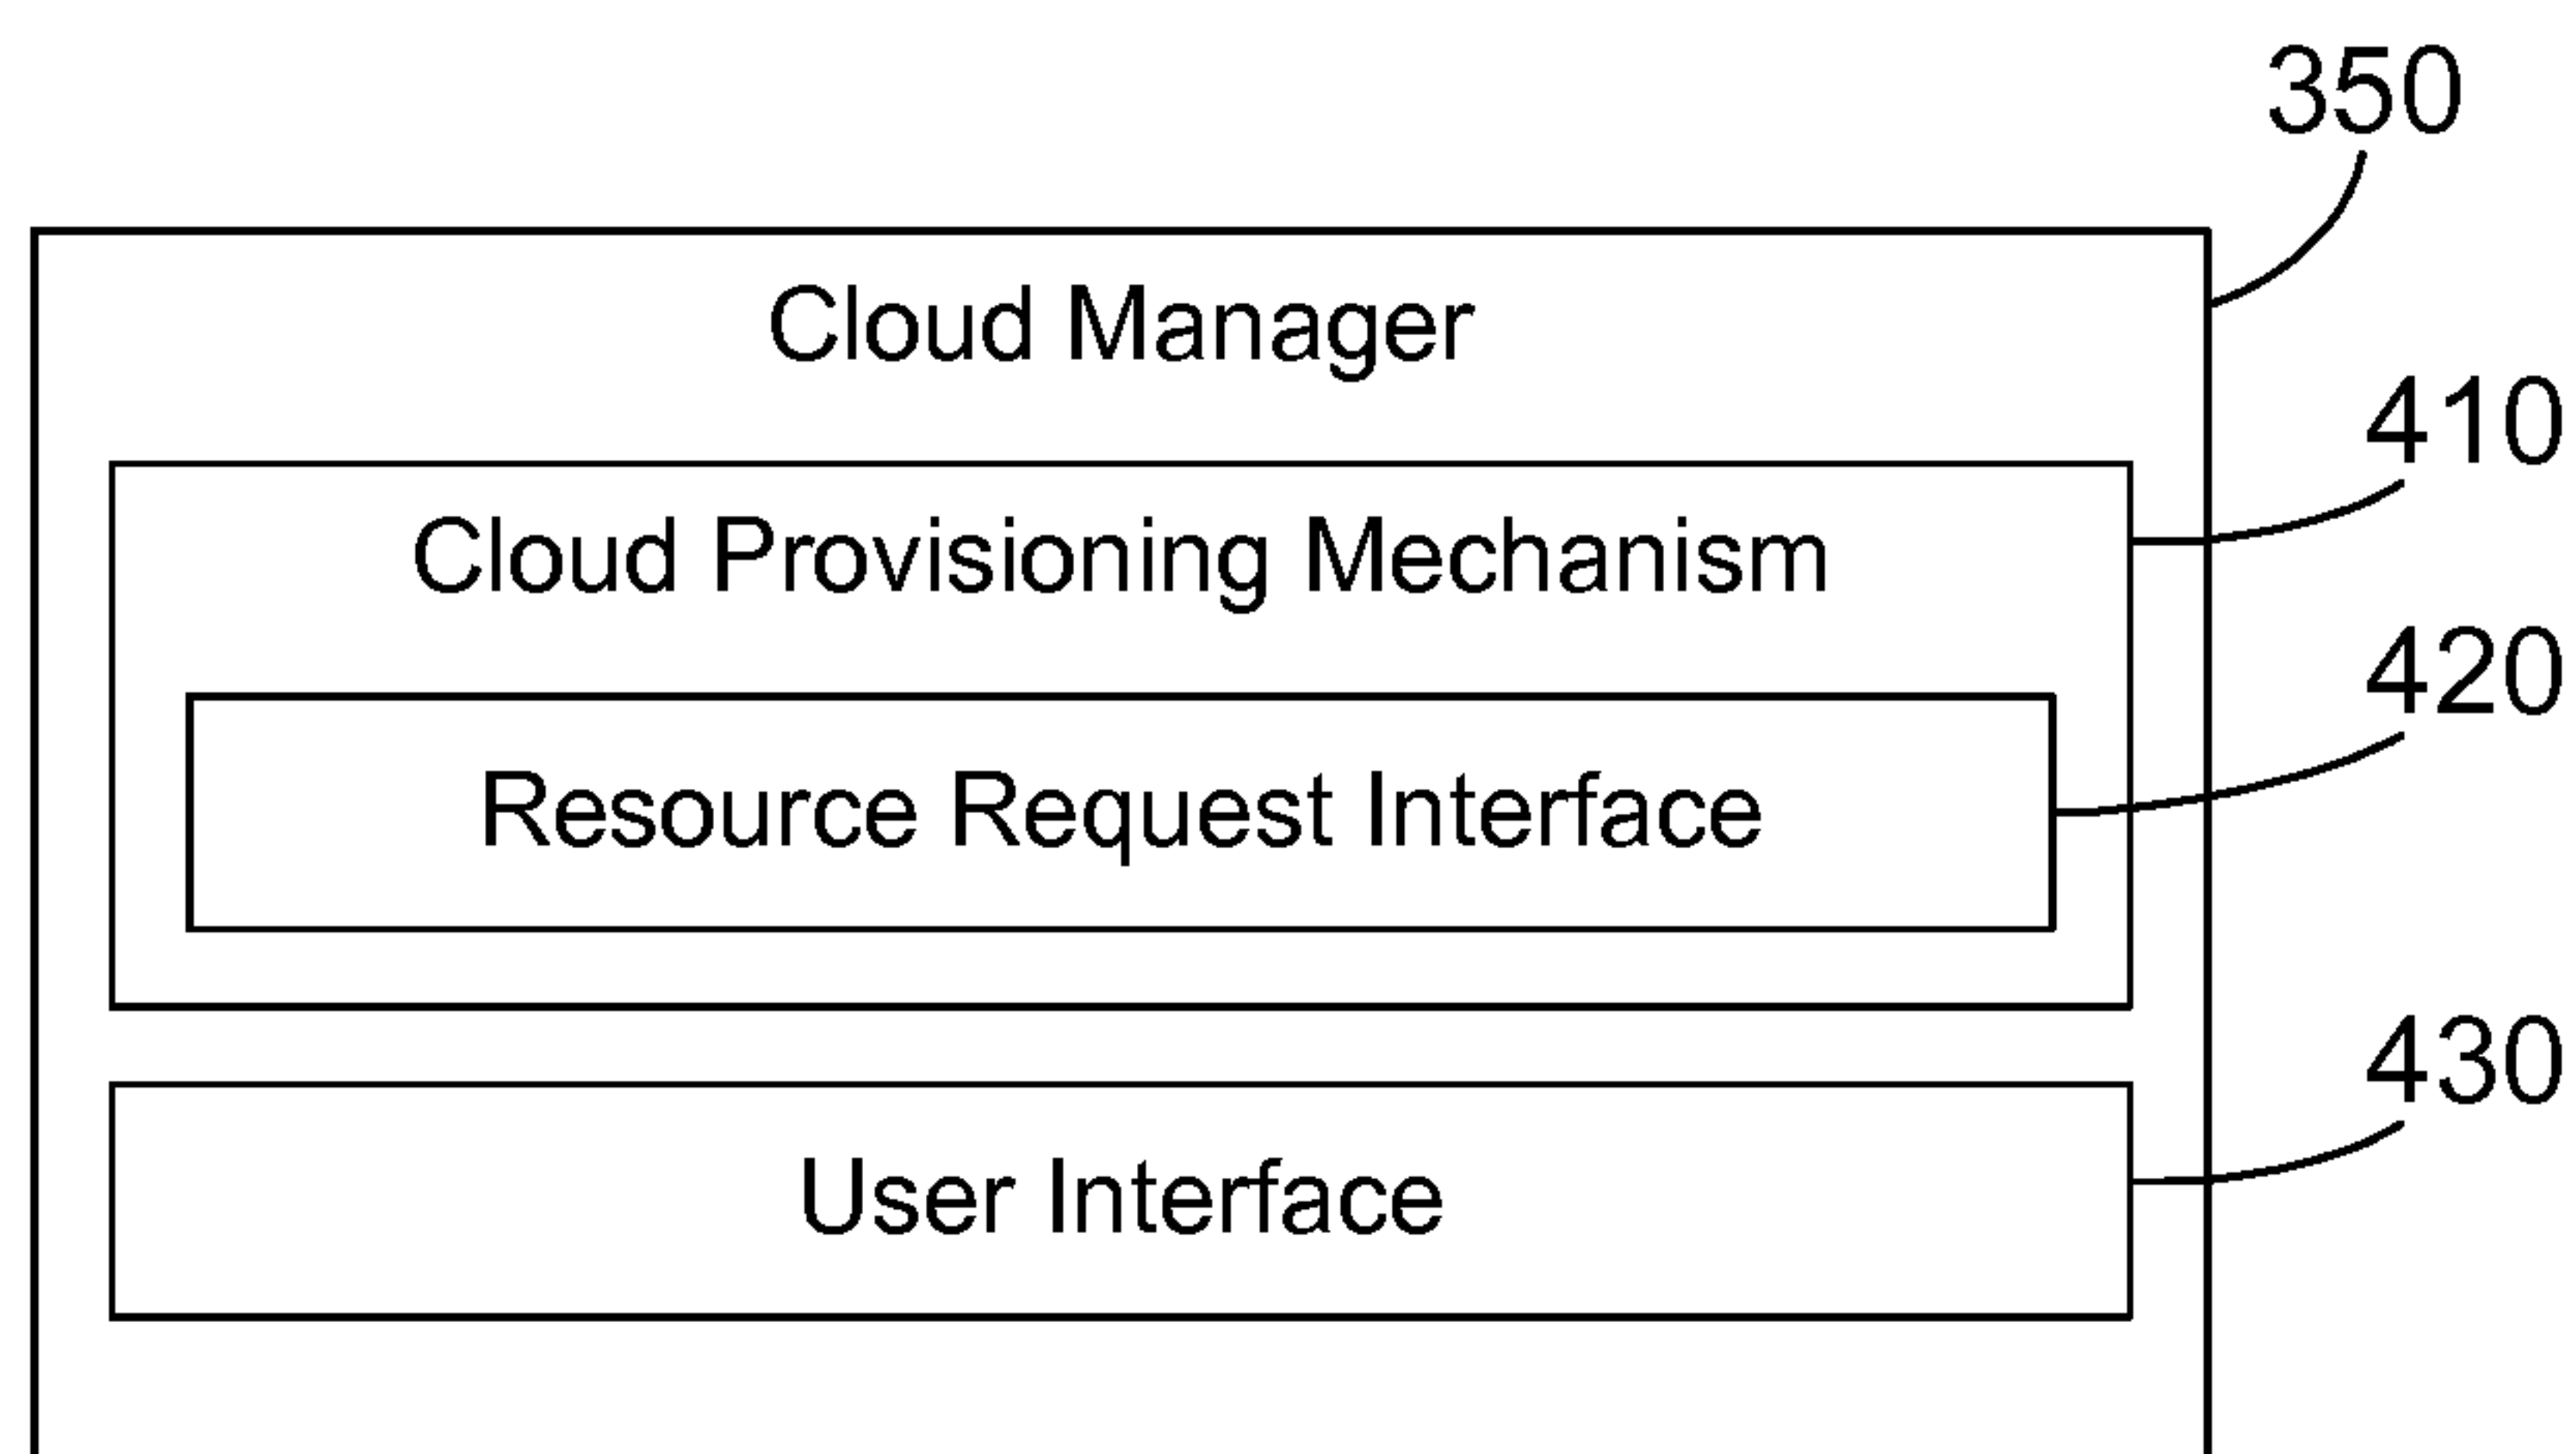 350
Cloud Manager
410
Cloud Provisioning Mechanism
420
Resource Request Interface
430
User Interface